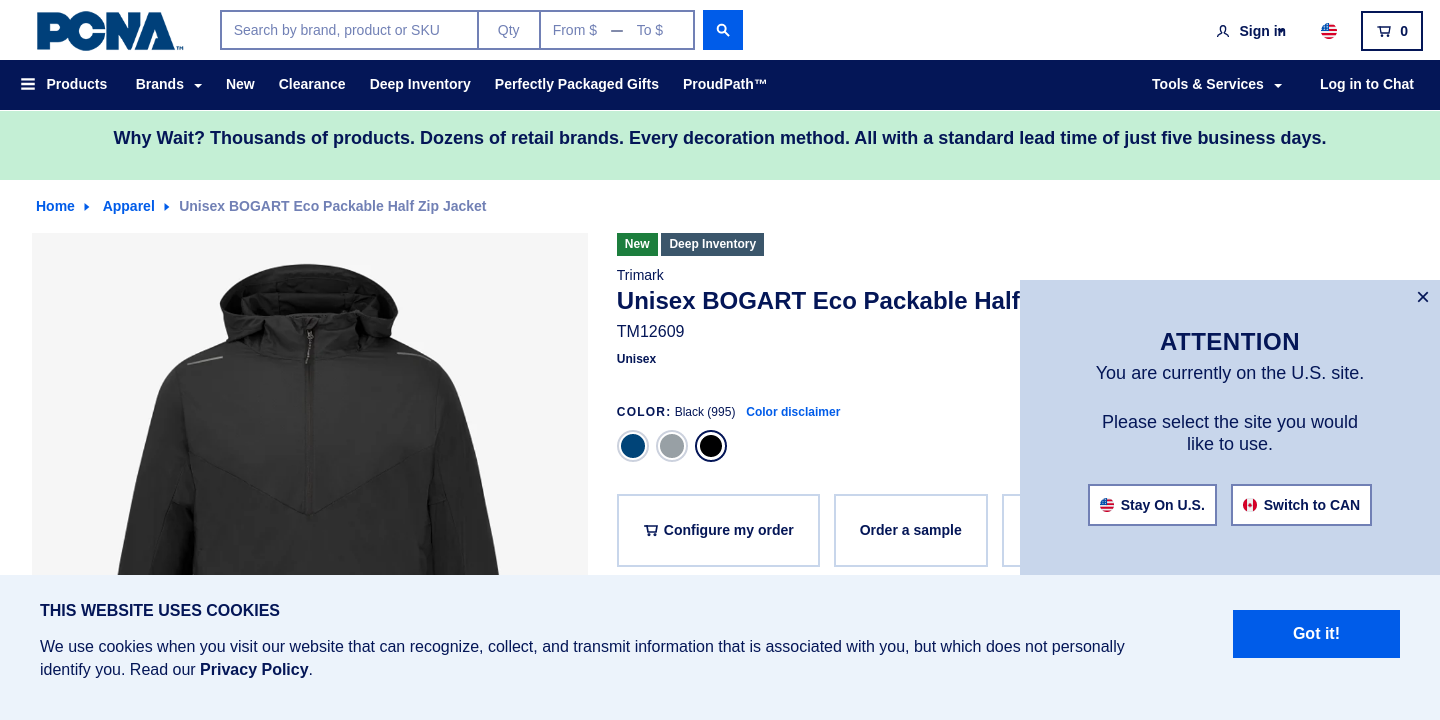 PCNA™
Search by brand, product or SKU
Qty
From $ — To $
Sign in
0
Products
Brands
New
Clearance
Deep Inventory
Perfectly Packaged Gifts
ProudPath™
Tools & Services
Log in to Chat
Why Wait? Thousands of products. Dozens of retail brands. Every decoration method. All with a standard lead time of just five business days.
Home
Apparel
Unisex BOGART Eco Packable Half Zip Jacket
New
Deep Inventory
Trimark
Unisex BOGART Eco Packable Half
TM12609
Unisex
COLOR: Black (995) Color disclaimer
Configure my order
Order a sample
×
ATTENTION
You are currently on the U.S. site.
Please select the site you would
like to use.
Stay On U.S.
Switch to CAN
THIS WEBSITE USES COOKIES
We use cookies when you visit our website that can recognize, collect, and transmit information that is associated with you, but which does not personally
identify you. Read our Privacy Policy.
Got it!